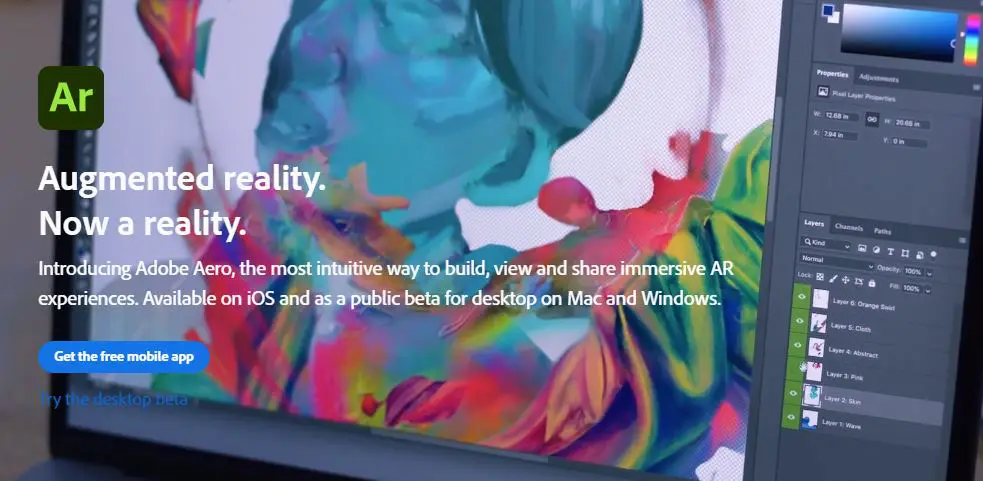 Ar
Augmented reality.
Now a reality.
Introducing Adobe Aero, the most intuitive way to build, view and share immersive AR
experiences. Available on iOS and as a public beta for desktop on Mac and Windows.
Get the free mobile app
Try the desktop beta
Properties Adjustments
Pixel Layer Properties
W: 12.68 in H: 20.65 in
X: 7.94 in Y: 0 in
Layers Channels Paths
Kind
Normal Opacity: 100%
Lock: Fill: 100%
Layer 6: Orange Swirl
Layer 5: Cloth
Layer 4: Abstract
Layer 3: Pink
Layer 2: Skin
Layer 1: Wave